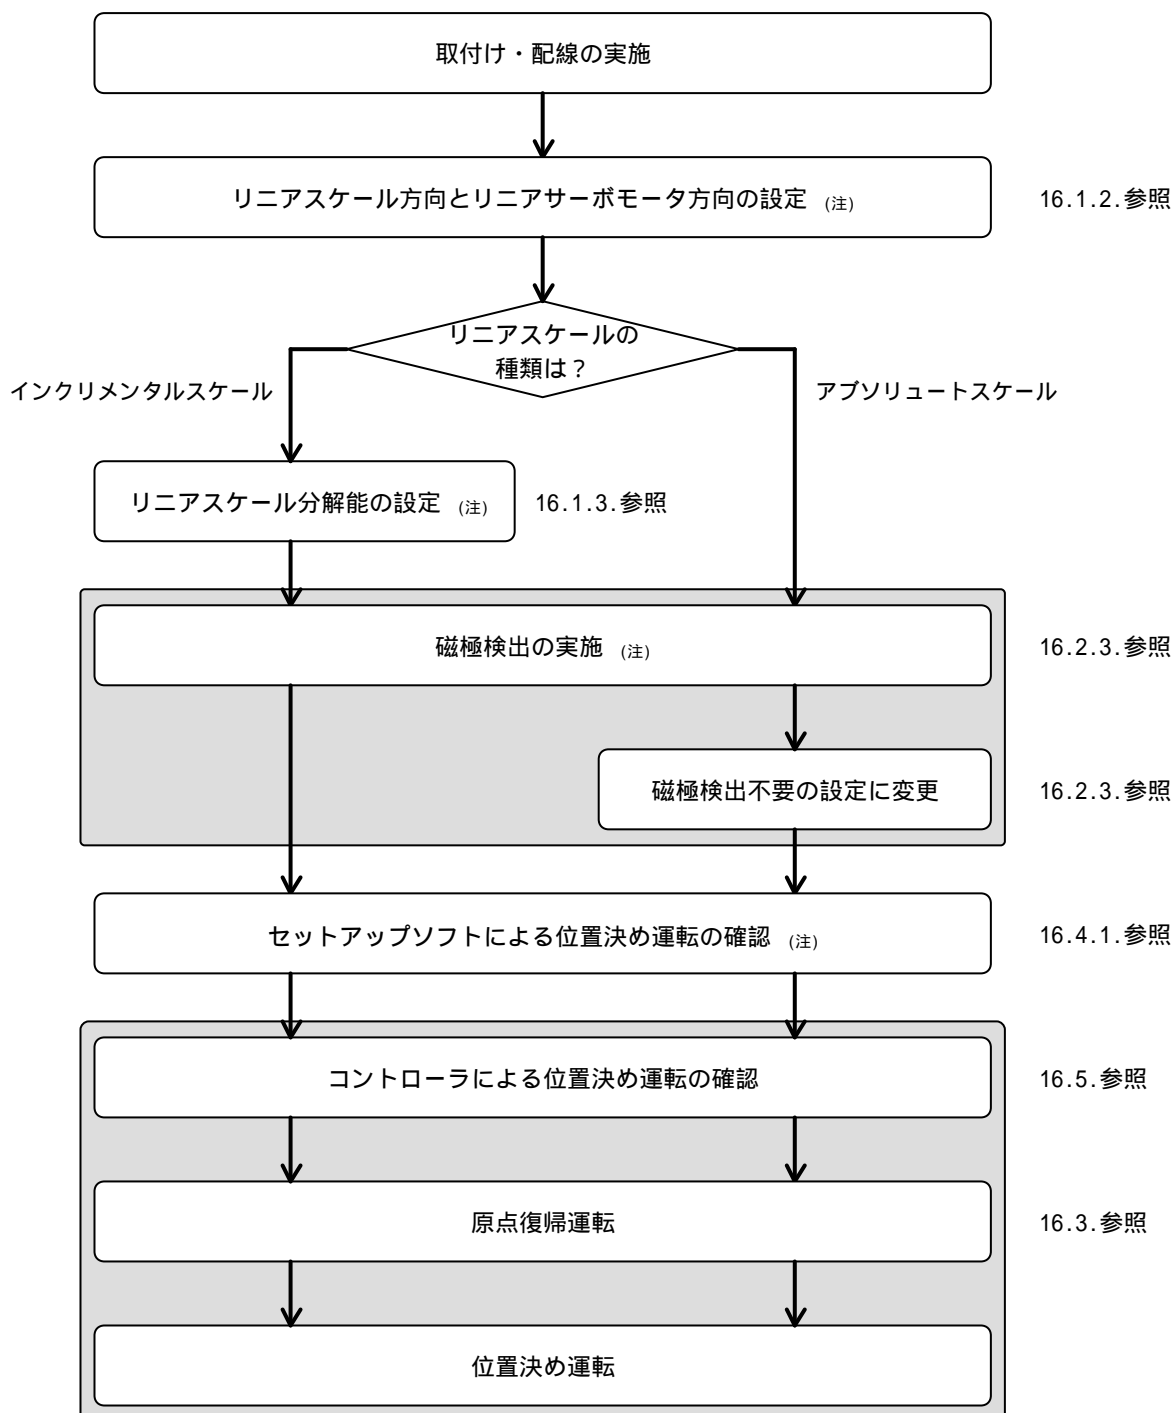 取付け・配線の実施
リニアスケール方向とリニアサーボモータ方向の設定 (注) 16.1.2.参照
リニアスケールの
種類は？
インクリメンタルスケール アブソリュートスケール
リニアスケール分解能の設定 (注) 16.1.3.参照
磁極検出の実施 (注) 16.2.3.参照
磁極検出不要の設定に変更 16.2.3.参照
セットアップソフトによる位置決め運転の確認 (注) 16.4.1.参照
コントローラによる位置決め運転の確認 16.5.参照
原点復帰運転 16.3.参照
位置決め運転